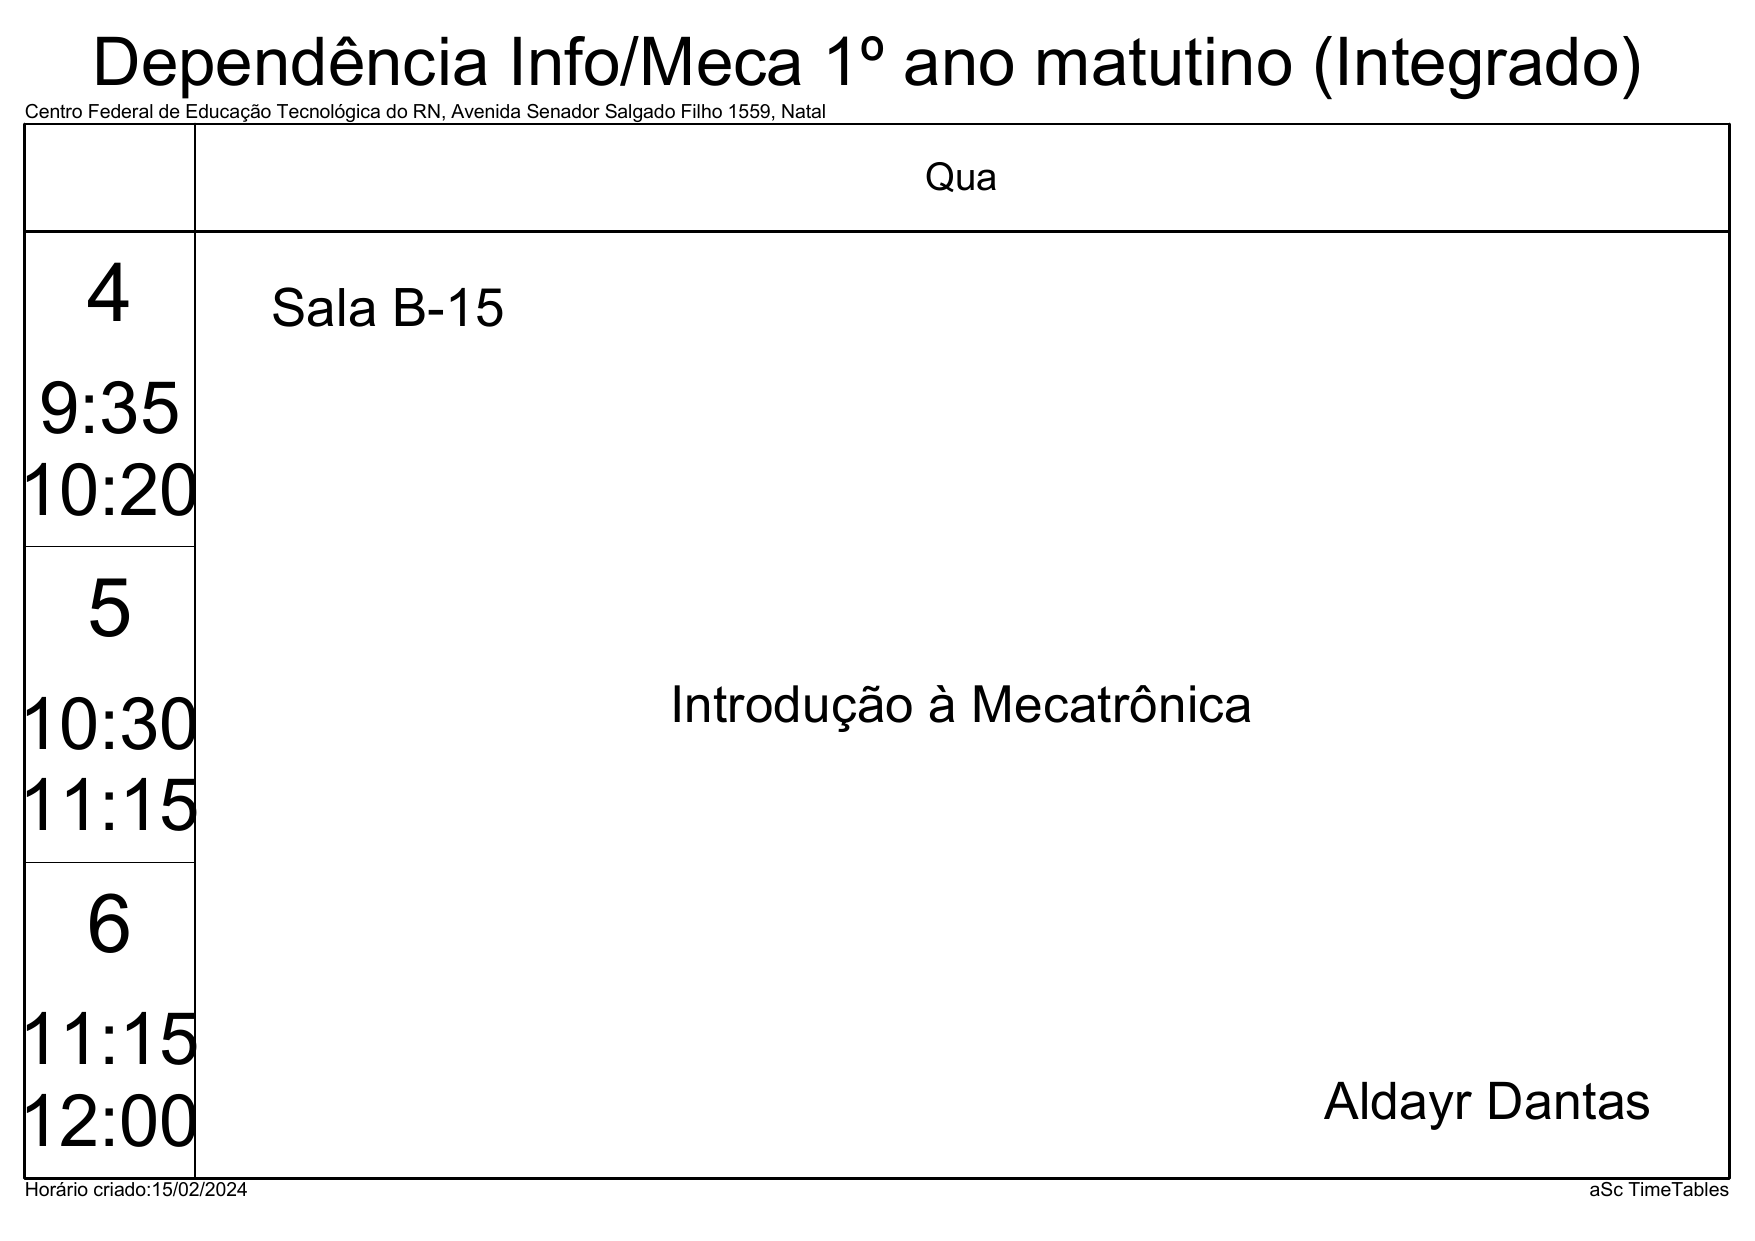 Dependência Info/Meca 1º ano matutino (Integrado)
Centro Federal de Educação Tecnológica do RN, Avenida Senador Salgado Filho 1559, Natal
Qua
4
9:35
10:20
Sala B-15
5
10:30
11:15
Introdução à Mecatrônica
6
11:15
12:00
Aldayr Dantas
Horário criado:15/02/2024
aSc TimeTables